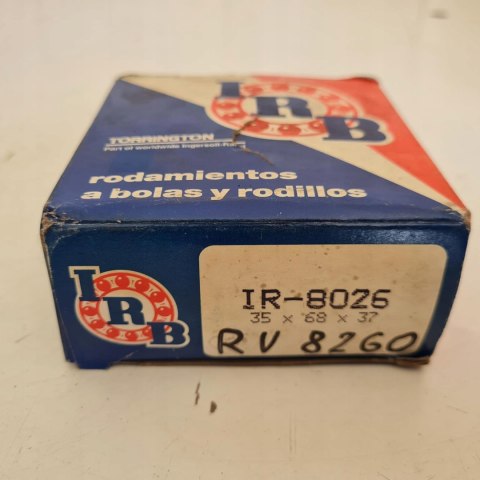 IRB
TORRINGTON
Part of worldwide Ingersoll-Rand
rodamientos
a bolas y rodillos
IRB
IR-8026
35 x 68 x 37
RV 8260